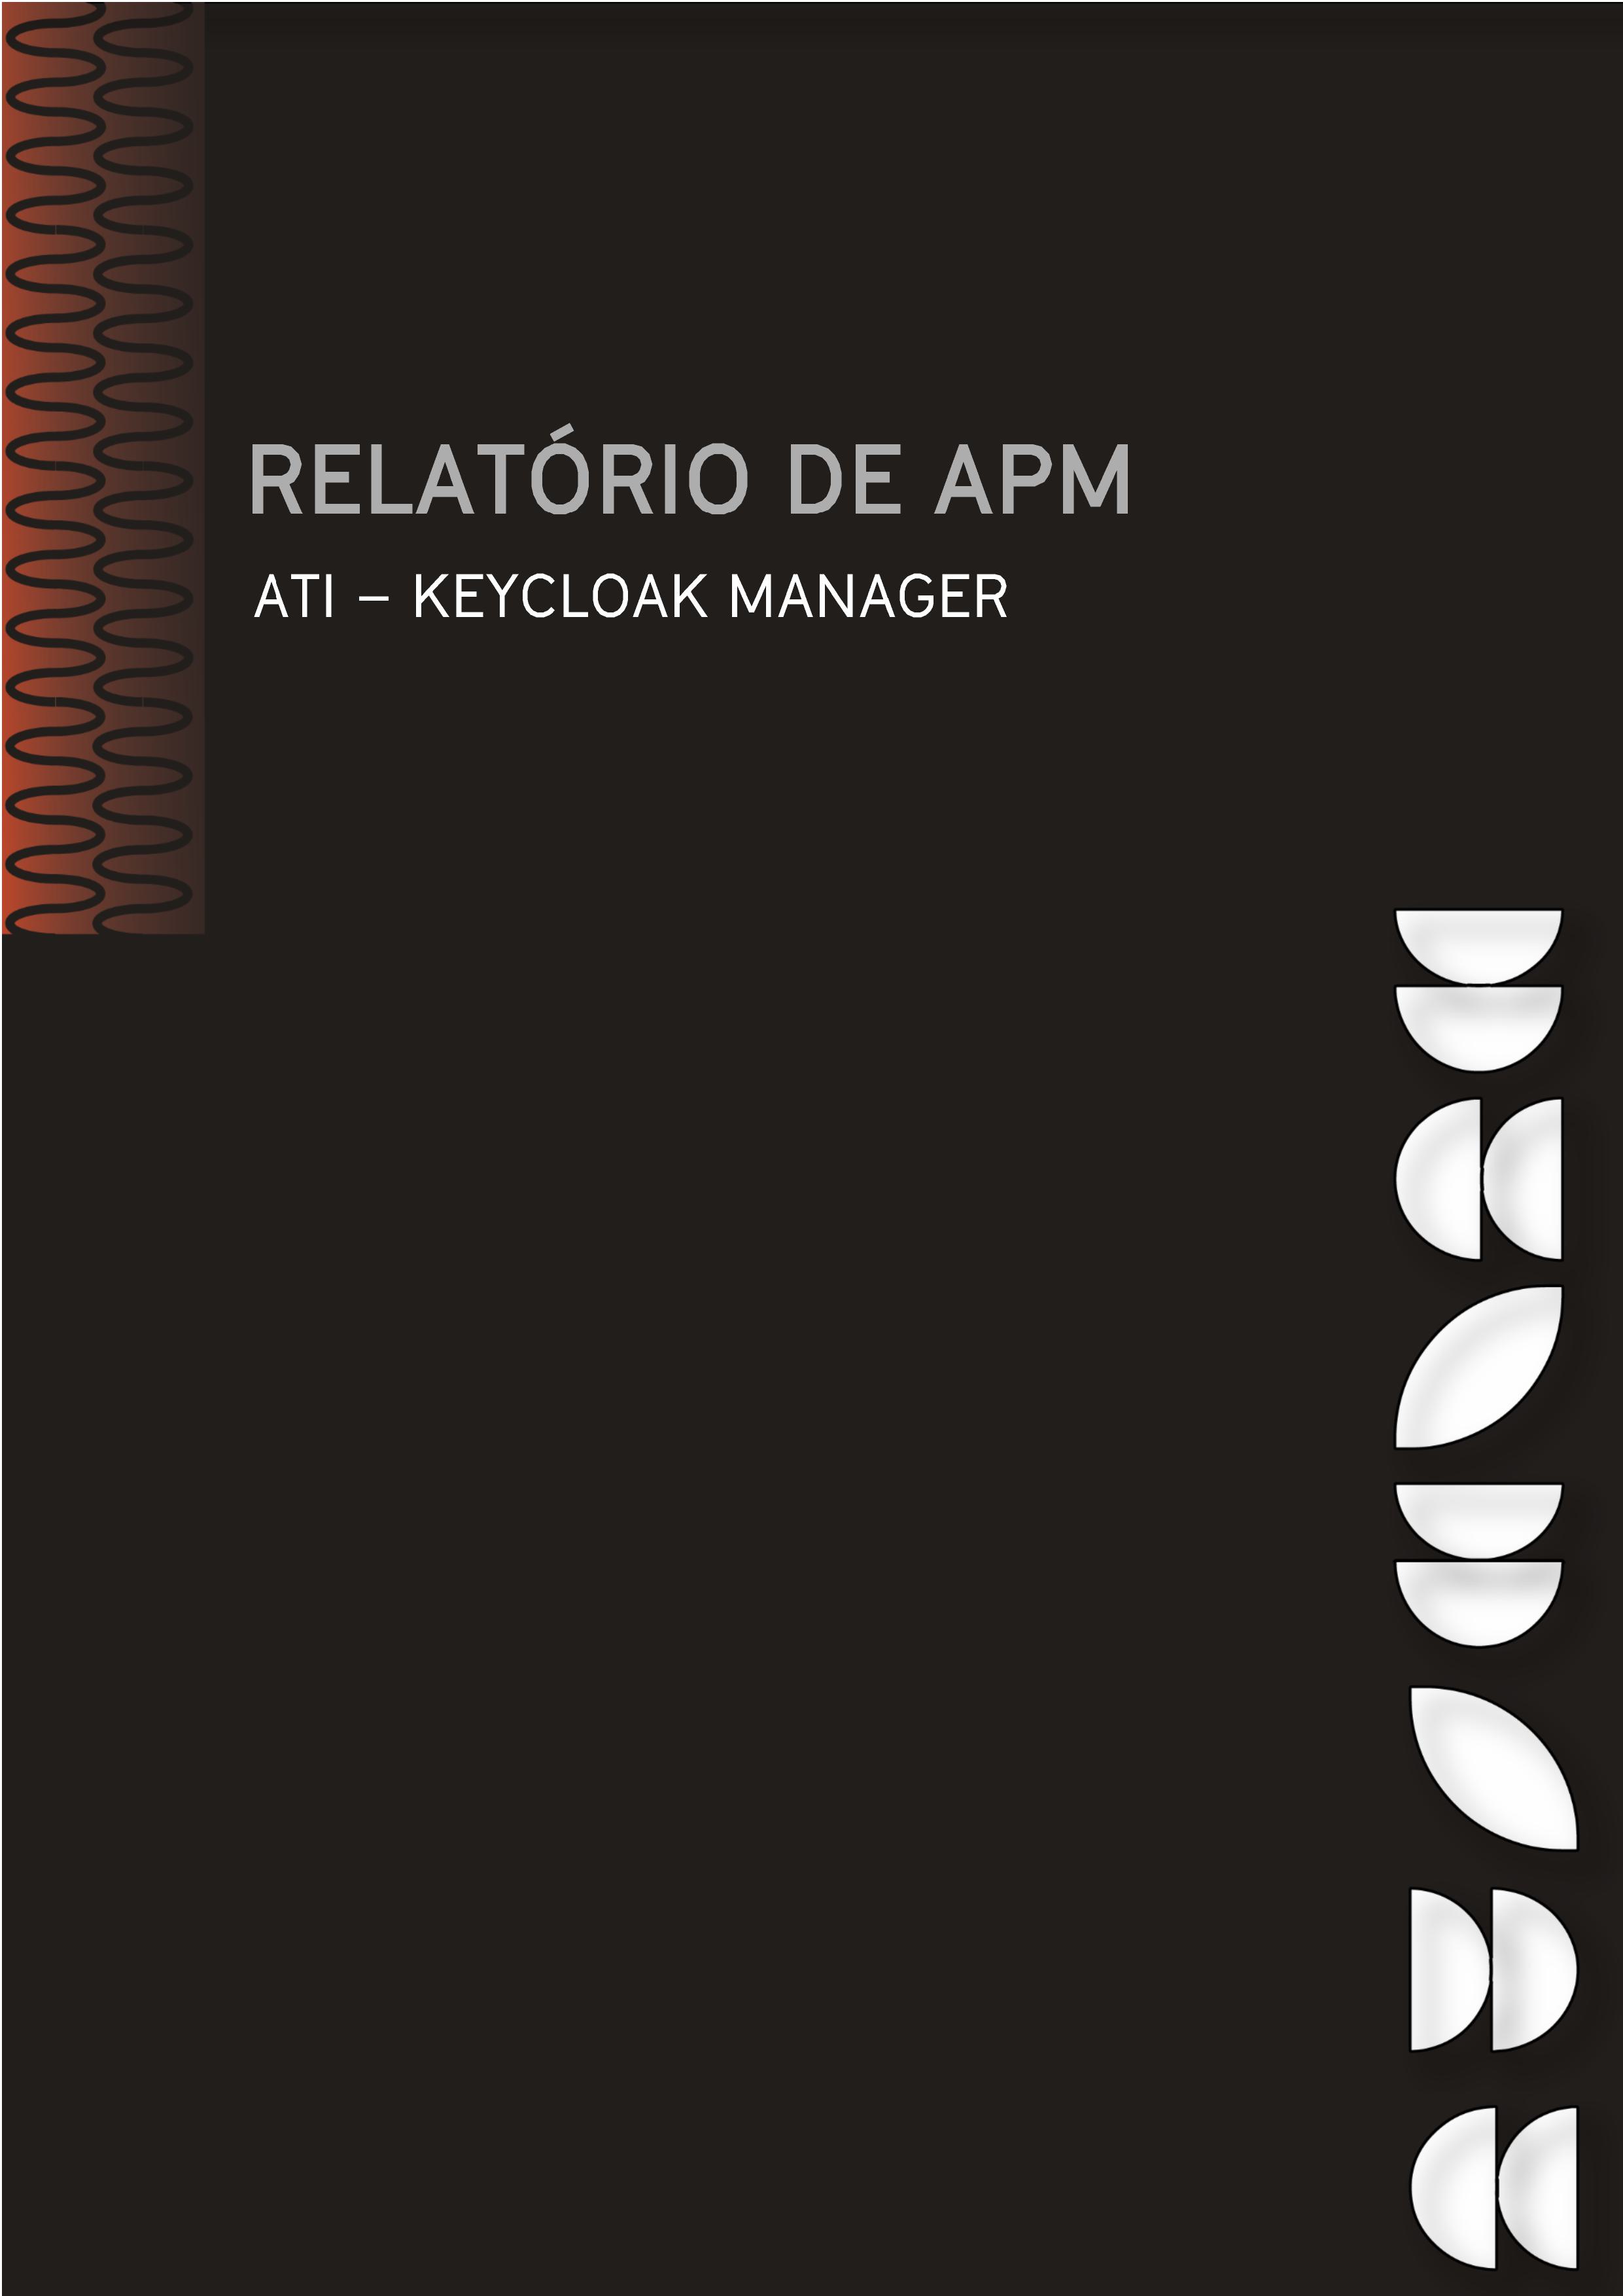 RELATÓRIO DE APM
ATI – KEYCLOAK MANAGER